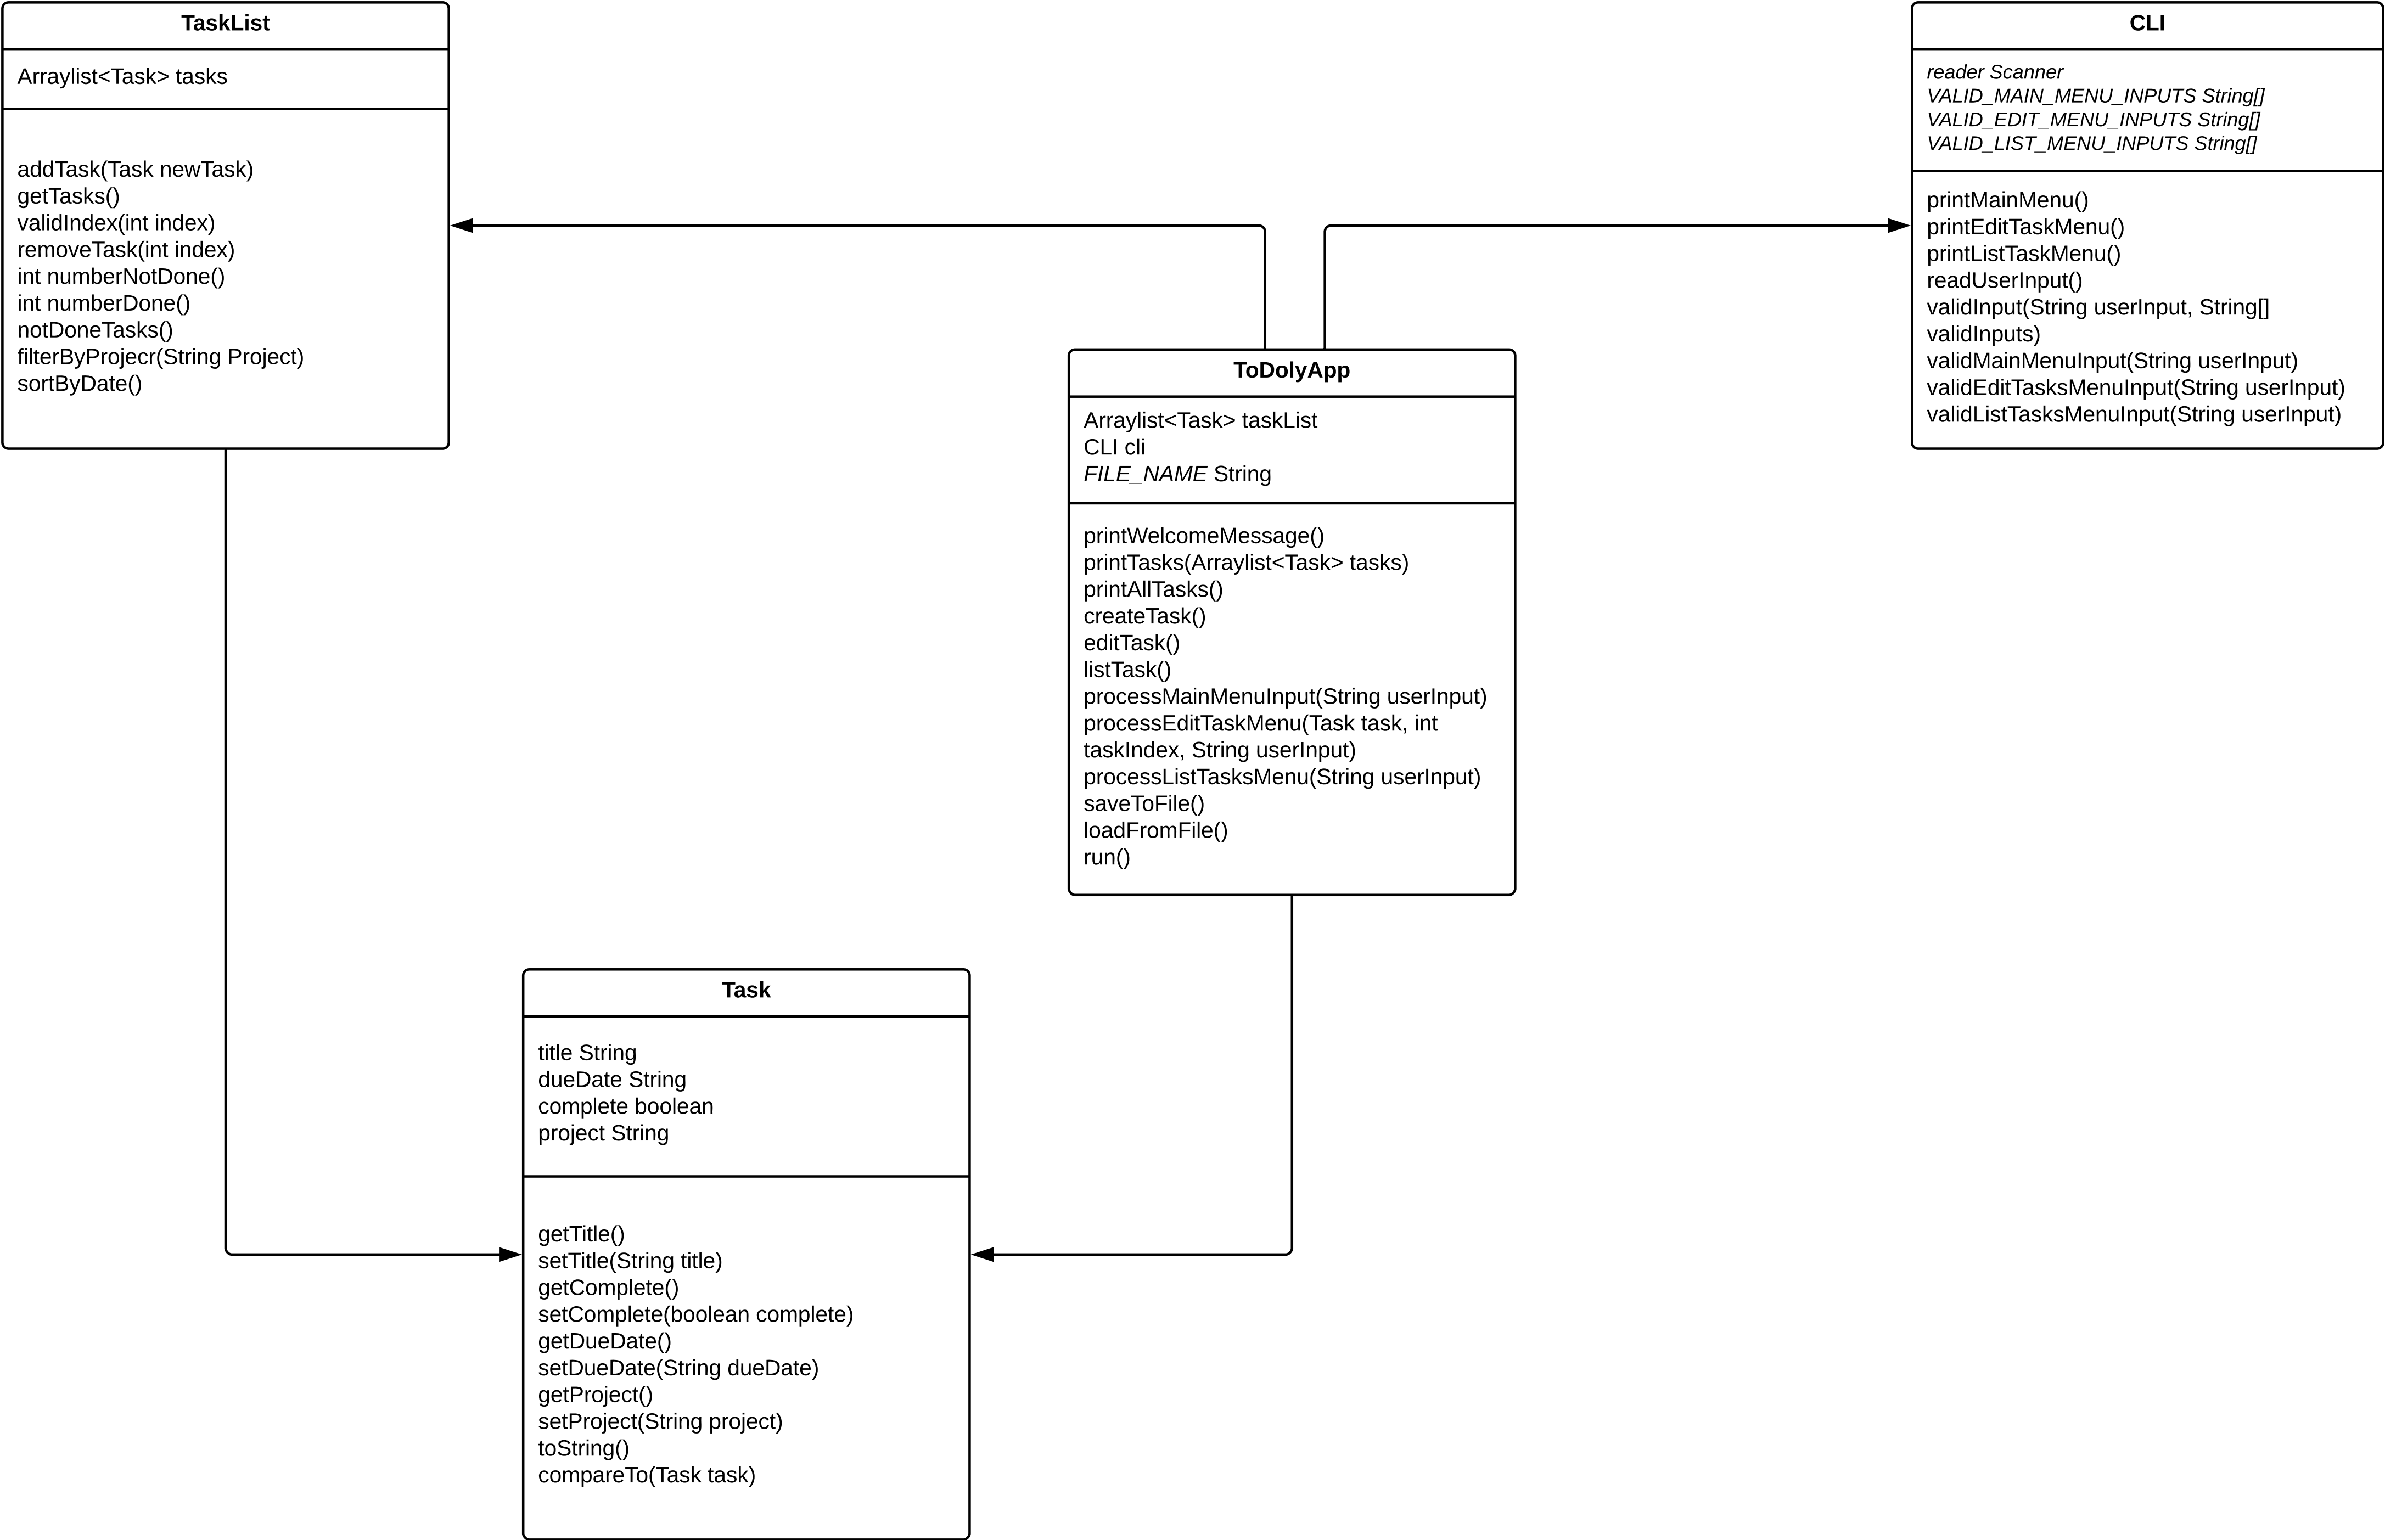 TaskList
Arraylist<Task> tasks
addTask(Task newTask)
getTasks()
validIndex(int index)
removeTask(int index)
int numberNotDone()
int numberDone()
notDoneTasks()
filterByProjecr(String Project)
sortByDate()
CLI
reader Scanner
VALID_MAIN_MENU_INPUTS String[]
VALID_EDIT_MENU_INPUTS String[]
VALID_LIST_MENU_INPUTS String[]
printMainMenu()
printEditTaskMenu()
printListTaskMenu()
readUserInput()
validInput(String userInput, String[]
validInputs)
validMainMenuInput(String userInput)
validEditTasksMenuInput(String userInput)
validListTasksMenuInput(String userInput)
ToDolyApp
Arraylist<Task> taskList
CLI cli
FILE_NAME String
printWelcomeMessage()
printTasks(Arraylist<Task> tasks)
printAllTasks()
createTask()
editTask()
listTask()
processMainMenuInput(String userInput)
processEditTaskMenu(Task task, int
taskIndex, String userInput)
processListTasksMenu(String userInput)
saveToFile()
loadFromFile()
run()
Task
title String
dueDate String
complete boolean
project String
getTitle()
setTitle(String title)
getComplete()
setComplete(boolean complete)
getDueDate()
setDueDate(String dueDate)
getProject()
setProject(String project)
toString()
compareTo(Task task)